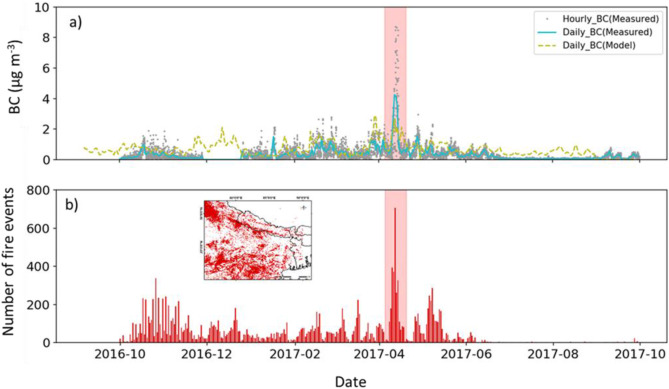 a)
Hourly_BC(Measured)
Daily_BC(Measured)
Daily_BC(Model)
BC (µg m-3)
10
8
6
4
2
0
b)
Number of fire events
800
600
400
200
0
2016-10 2016-12 2017-02 2017-04 2017-06 2017-08 2017-10
Date